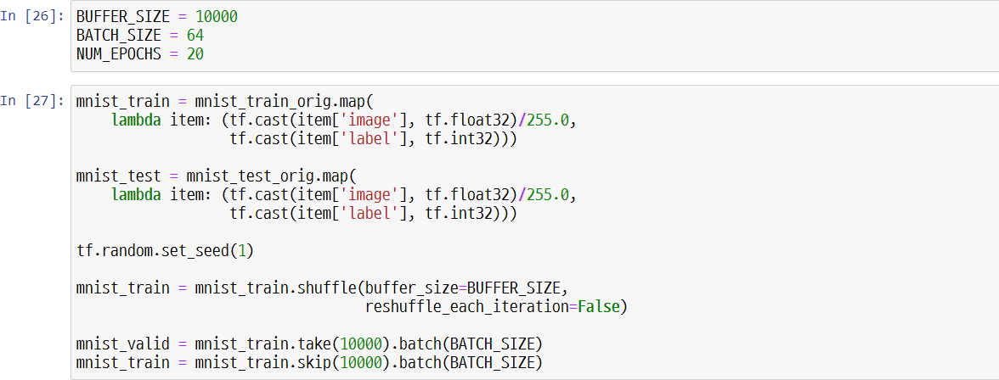 In [26]: BUFFER_SIZE = 10000
BATCH_SIZE = 64
NUM_EPOCHS = 20
In [27]: mnist_train = mnist_train_orig.map(
    lambda item: (tf.cast(item['image'], tf.float32)/255.0,
                  tf.cast(item['label'], tf.int32)))
mnist_test = mnist_test_orig.map(
    lambda item: (tf.cast(item['image'], tf.float32)/255.0,
                  tf.cast(item['label'], tf.int32)))
tf.random.set_seed(1)
mnist_train = mnist_train.shuffle(buffer_size=BUFFER_SIZE,
                                  reshuffle_each_iteration=False)
mnist_valid = mnist_train.take(10000).batch(BATCH_SIZE)
mnist_train = mnist_train.skip(10000).batch(BATCH_SIZE)